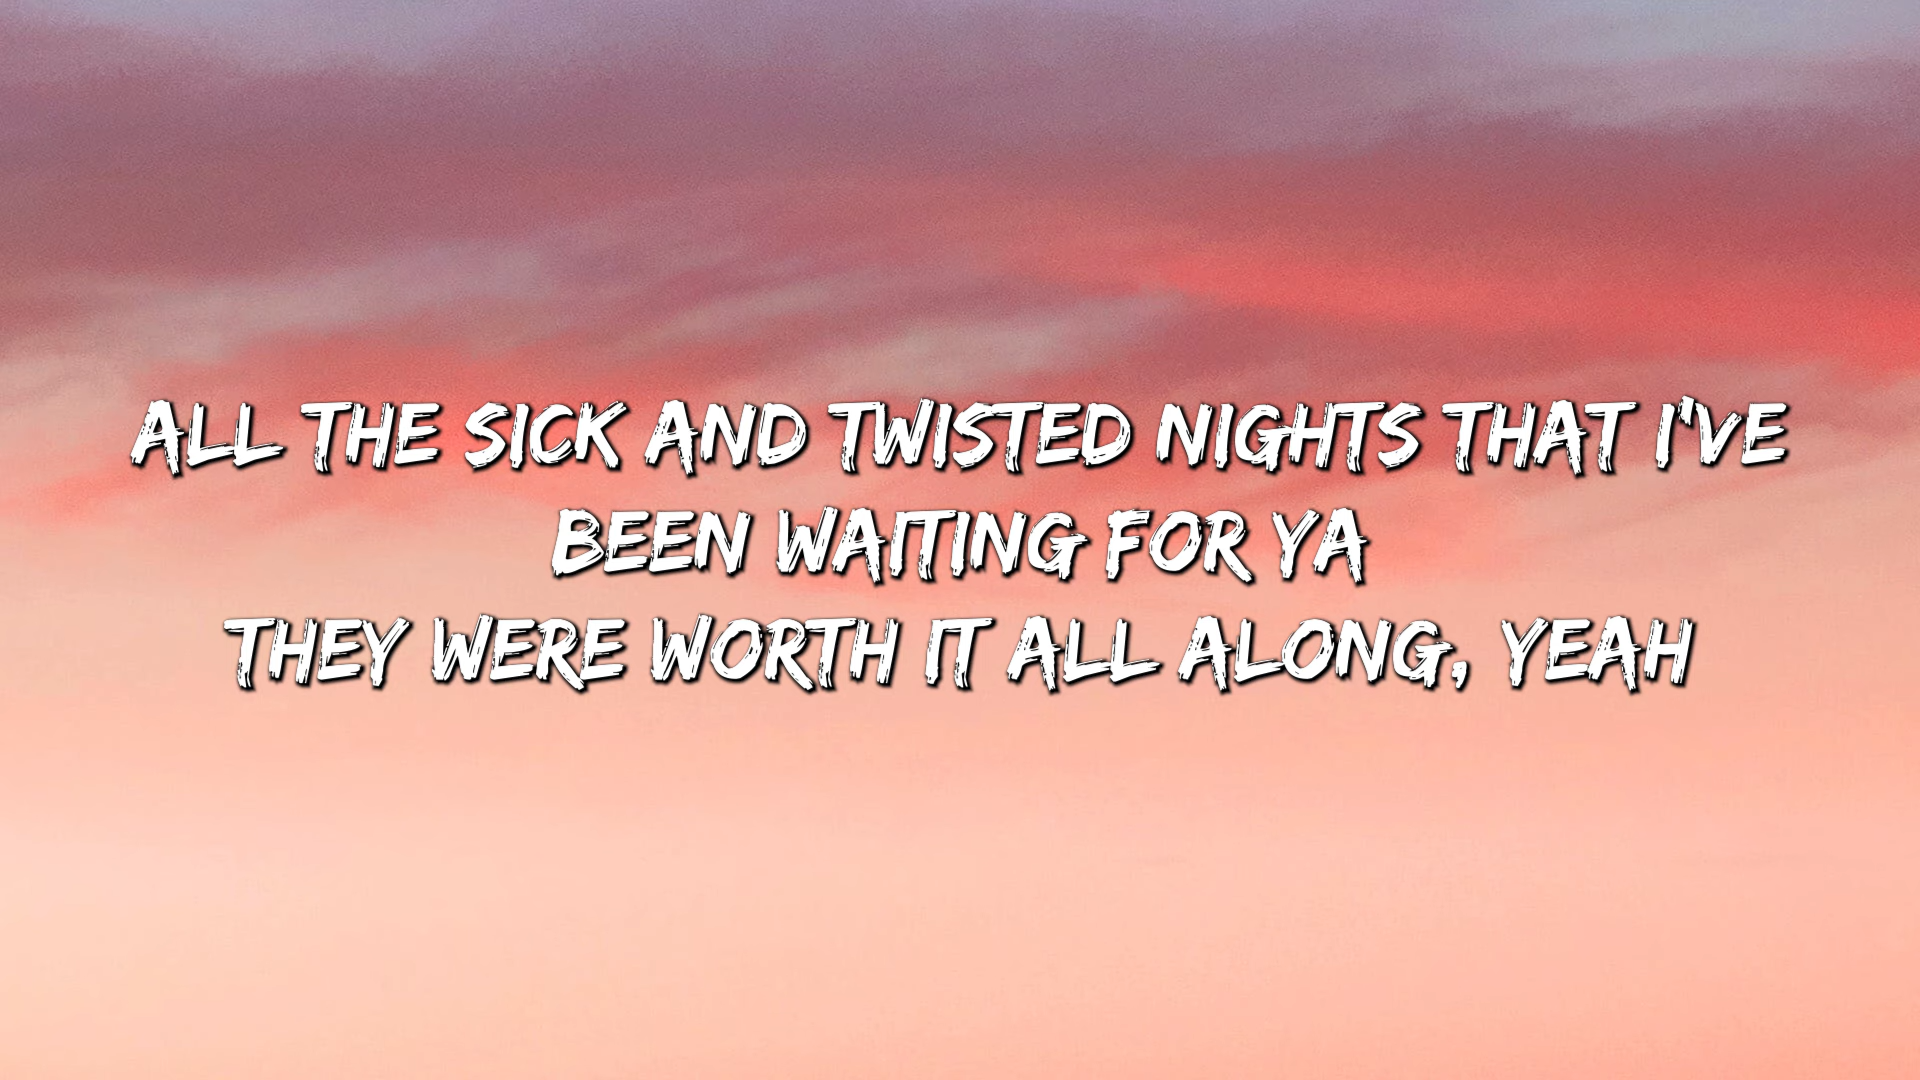 ALL THE SICK AND TWISTED NIGHTS THAT I'VE
BEEN WAITING FOR YA
THEY WERE WORTH IT ALL ALONG, YEAH